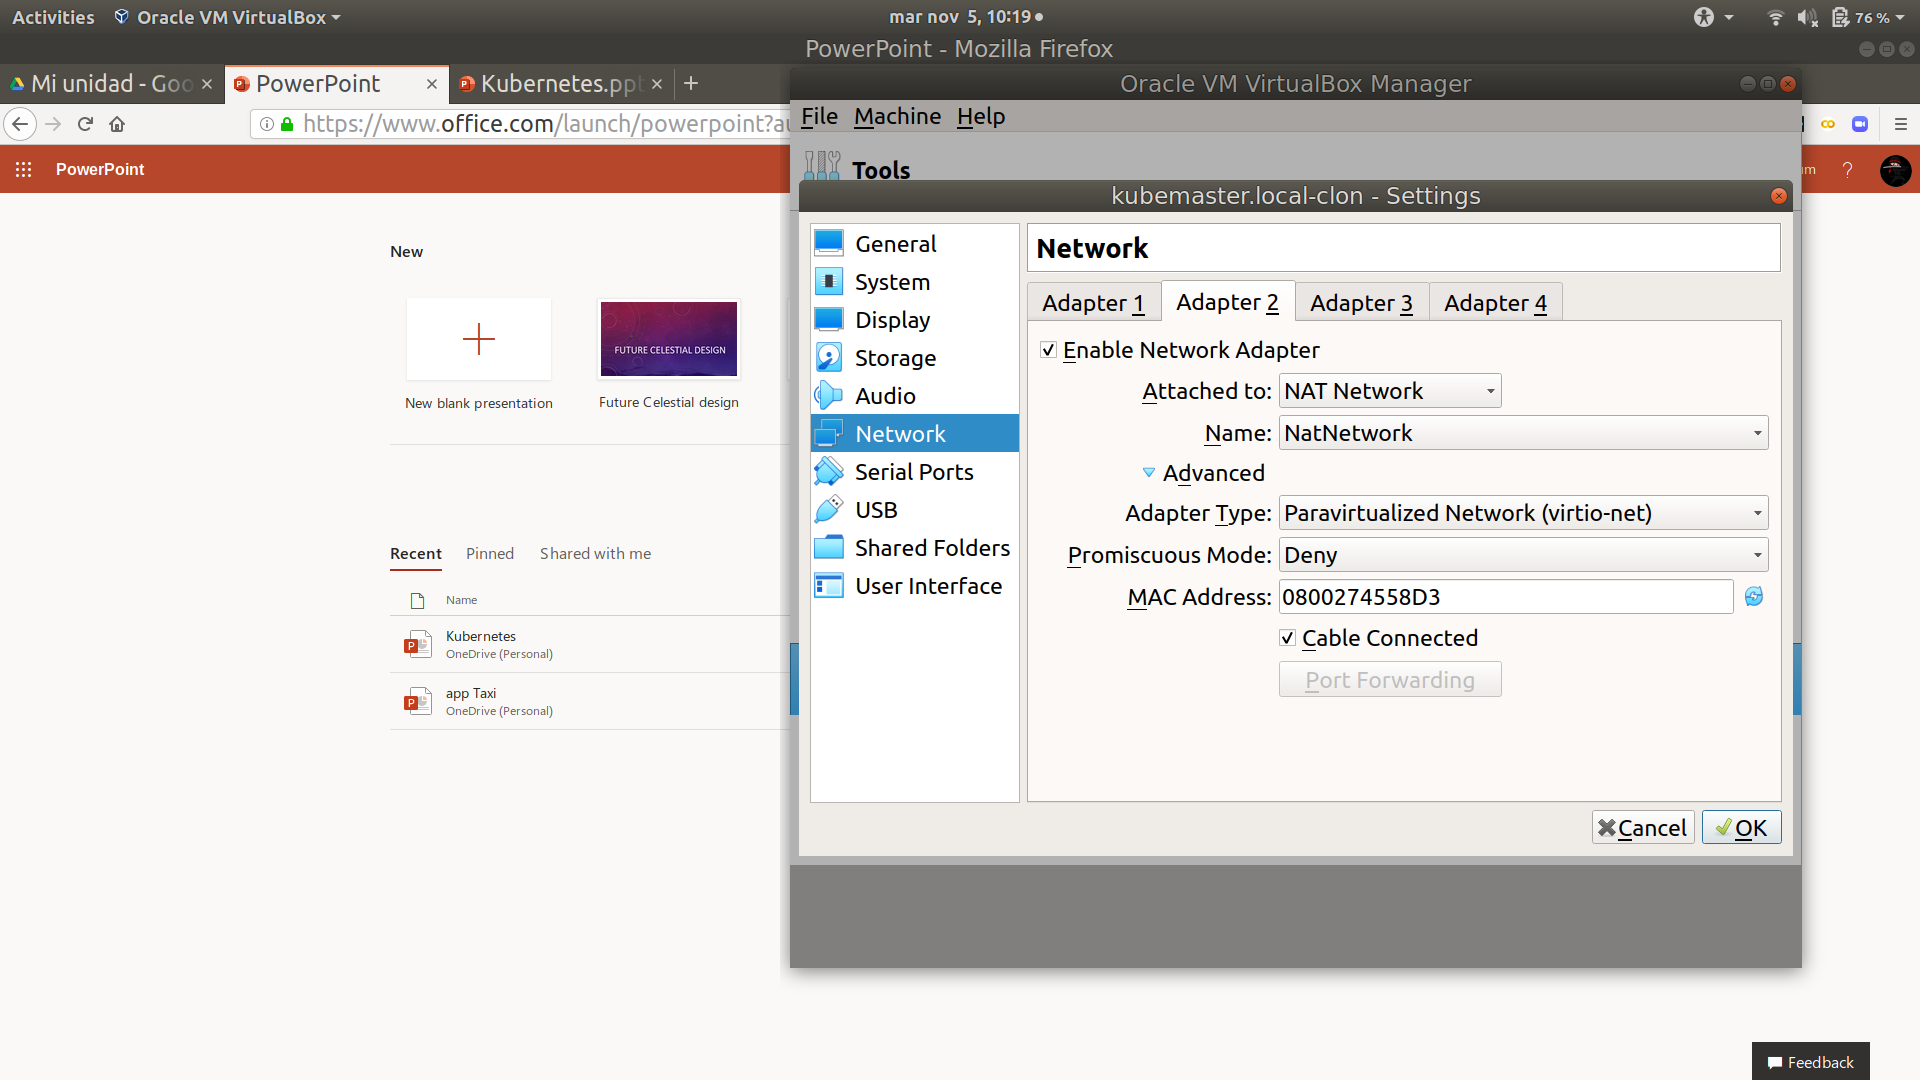 Activities
Oracle VM VirtualBox
mar nov 5, 10:19
76 %
PowerPoint - Mozilla Firefox
Mi unidad - Goo
PowerPoint
Kubernetes.ppt
https://www.office.com/launch/powerpoint?au
PowerPoint
?
New
New blank presentation
FUTURE CELESTIAL DESIGN
Future Celestial design
Recent
Pinned
Shared with me
Name
Kubernetes
OneDrive (Personal)
app Taxi
OneDrive (Personal)
Oracle VM VirtualBox Manager
File
Machine
Help
Tools
kubemaster.local-clon - Settings
General
System
Display
Storage
Audio
Network
Serial Ports
USB
Shared Folders
User Interface
Network
Adapter 1
Adapter 2
Adapter 3
Adapter 4
Enable Network Adapter
Attached to: NAT Network
Name: NatNetwork
Advanced
Adapter Type: Paravirtualized Network (virtio-net)
Promiscuous Mode: Deny
MAC Address: 0800274558D3
Cable Connected
Port Forwarding
Cancel
OK
Feedback